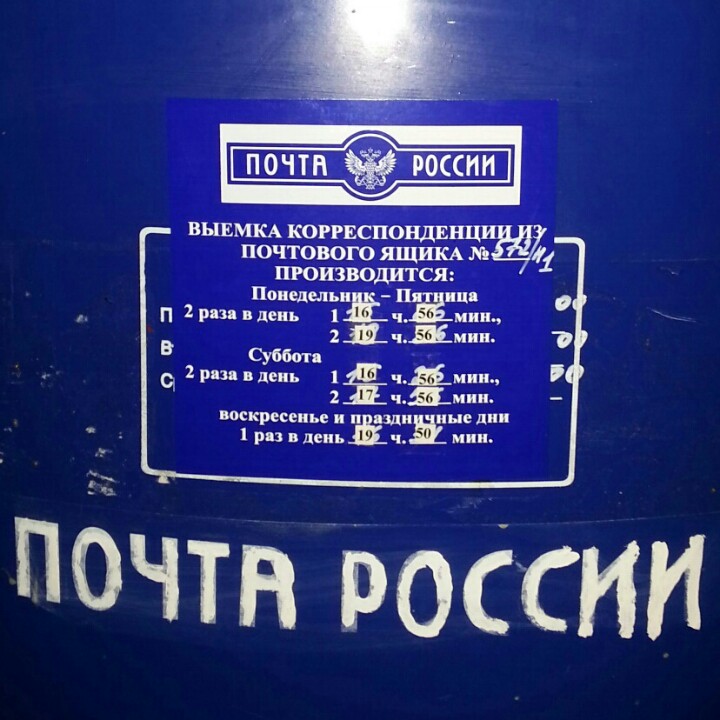 ПОЧТА РОССИИ
ВЫЕМКА КОРРЕСПОНДЕНЦИИ ИЗ
ПОЧТОВОГО ЯЩИКА № 572/11
ПРОИЗВОДИТСЯ:
Понедельник – Пятница
2 раза в день 1 16 ч. 56 мин.,
2 19 ч. 56 мин.
Суббота
2 раза в день 1 16 ч. 56 мин.,
2 17 ч. 56 мин.
воскресенье и праздничные дни
1 раз в день 19 ч. 50 мин.
ПОЧТА РОССИИ